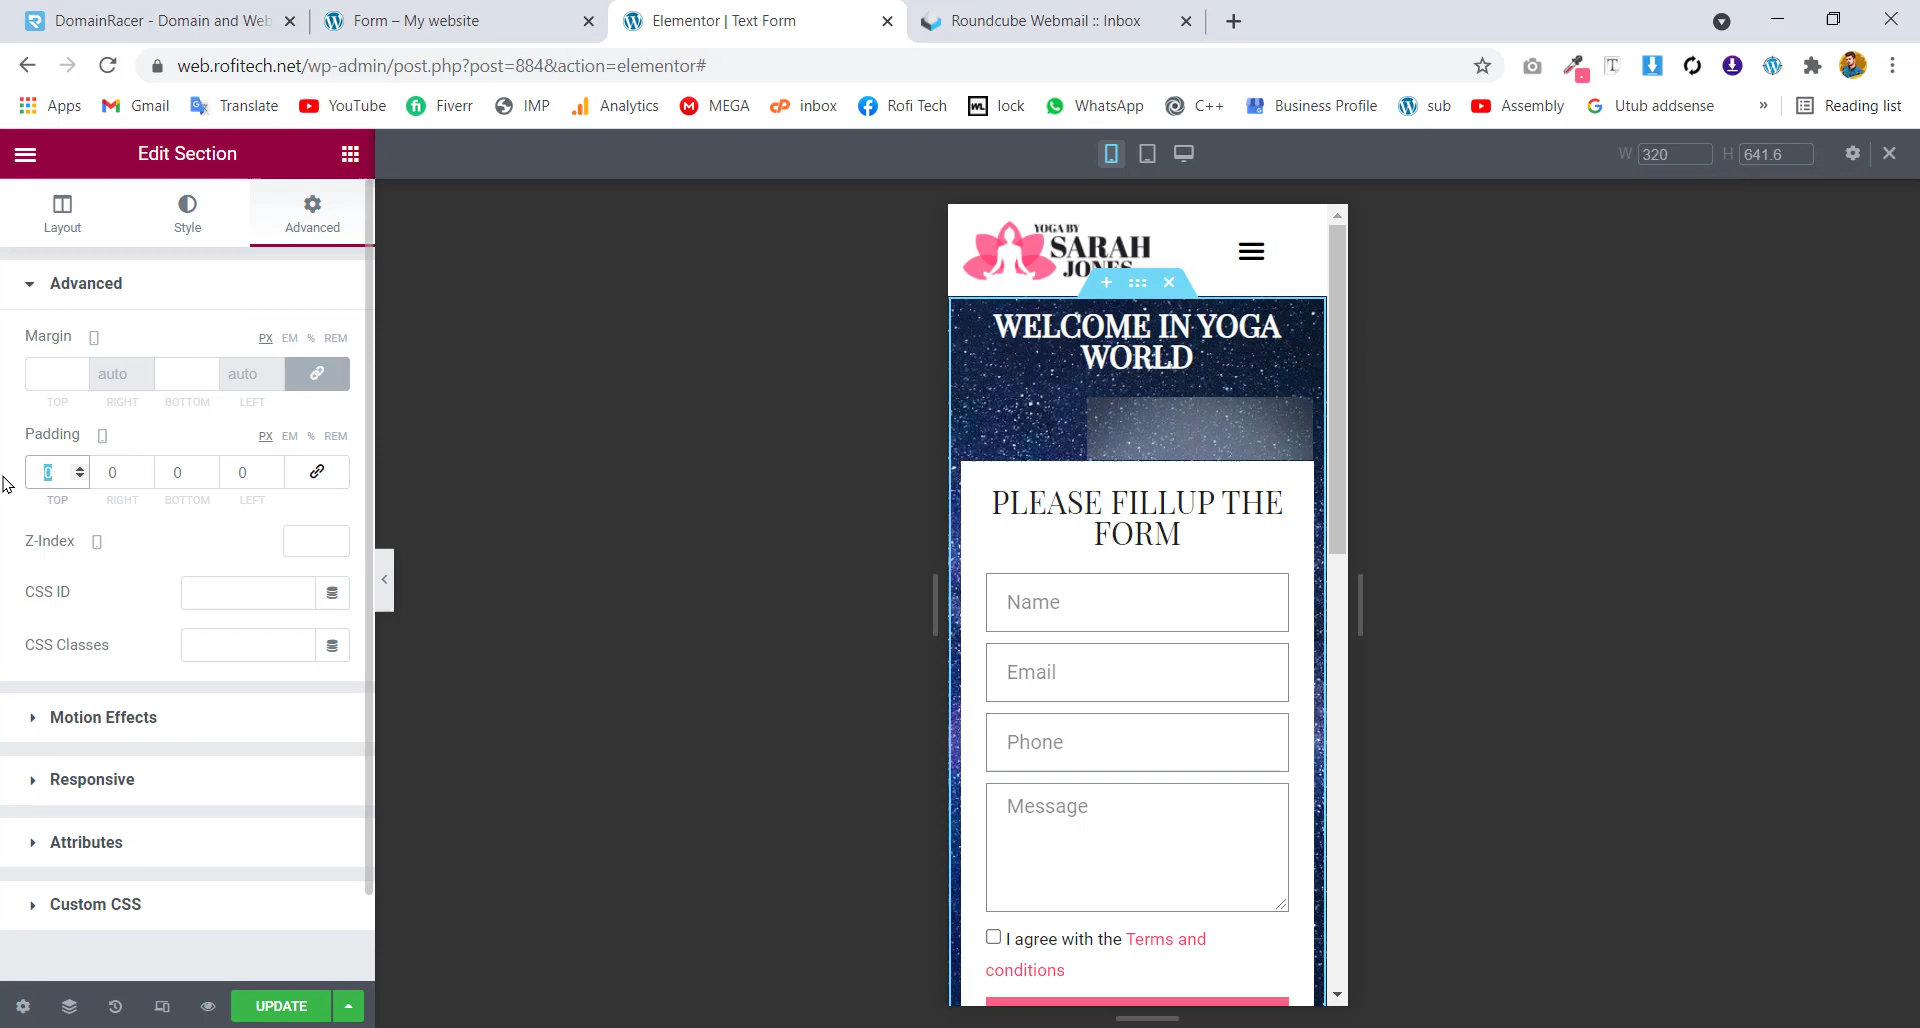 DomainRacer - Domain and Web
Form – My website
Elementor | Text Form
Roundcube Webmail :: Inbox
web.rofitech.net/wp-admin/post.php?post=884&action=elementor#
Apps
Gmail
Translate
YouTube
Fiverr
IMP
Analytics
MEGA
inbox
Rofi Tech
lock
WhatsApp
C++
Business Profile
sub
Assembly
Utub addsense
»
Reading list
Edit Section
W 320 H 641.6
Layout
Style
Advanced
Advanced
Margin
PX EM % REM
auto auto
TOP RIGHT BOTTOM LEFT
Padding
PX EM % REM
0 0 0 0
TOP RIGHT BOTTOM LEFT
Z-Index
CSS ID
CSS Classes
Motion Effects
Responsive
Attributes
Custom CSS
UPDATE
YOGA BY
SARAH
JONES
WELCOME IN YOGA
WORLD
PLEASE FILLUP THE
FORM
Name
Email
Phone
Message
I agree with the Terms and
conditions